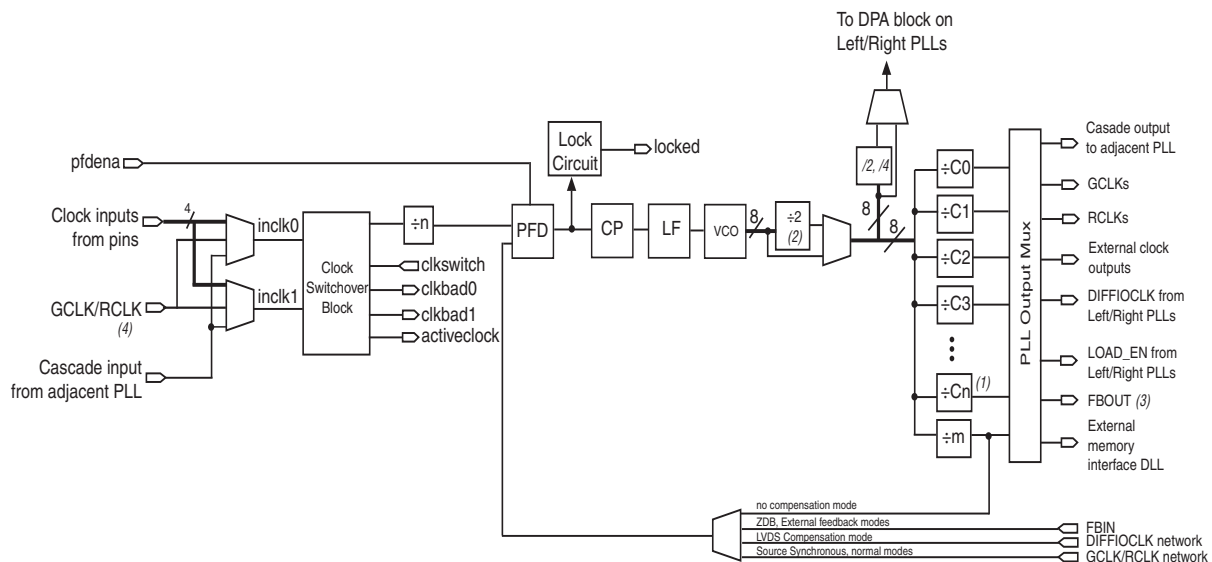 To DPA block on
Left/Right PLLs
Lock
Circuit
locked
pfdena
/2, /4
Casade output
to adjacent PLL
÷C0
GCLKs
4
Clock inputs
from pins
inclk0
÷n
PFD
CP
LF
VCO
8
÷2
(2)
8
8
÷C1
RCLKs
÷C2
External clock
outputs
Clock
Switchover
Block
clkswitch
clkbad0
clkbad1
activeclock
inclk1
GCLK/RCLK
(4)
÷C3
DIFFIOCLK from
Left/Right PLLs
PLL Output Mux
LOAD_EN from
Left/Right PLLs
Cascade input
from adjacent PLL
÷Cn
(1)
FBOUT (3)
÷m
External
memory
interface DLL
no compensation mode
ZDB, External feedback modes
FBIN
LVDS Compensation mode
DIFFIOCLK network
Source Synchronous, normal modes
GCLK/RCLK network